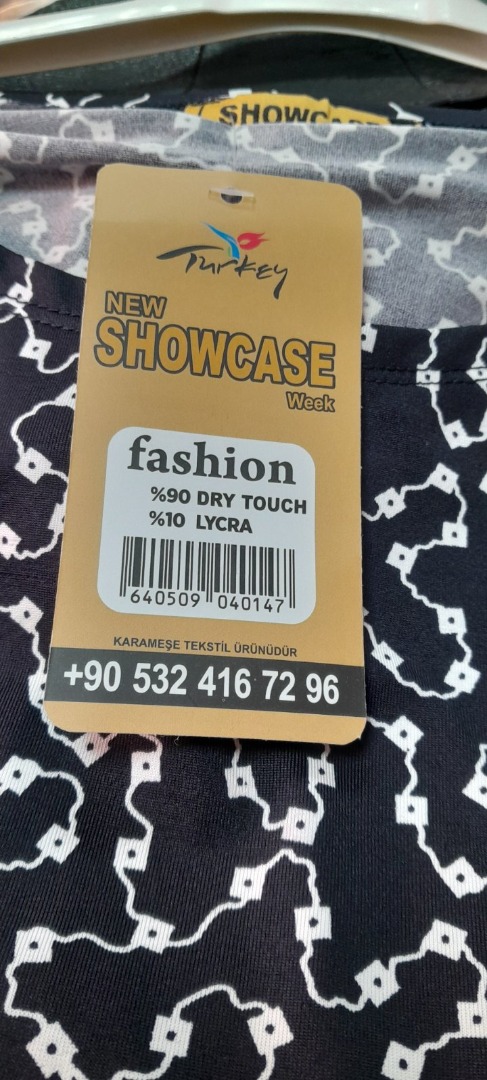 SHOWCASE
Turkey
NEW
SHOWCASE
Week
fashion
%90 DRY TOUCH
%10 LYCRA
640509 040147
KARAMEŞE TEKSTİL ÜRÜNÜDÜR
+90 532 416 72 96